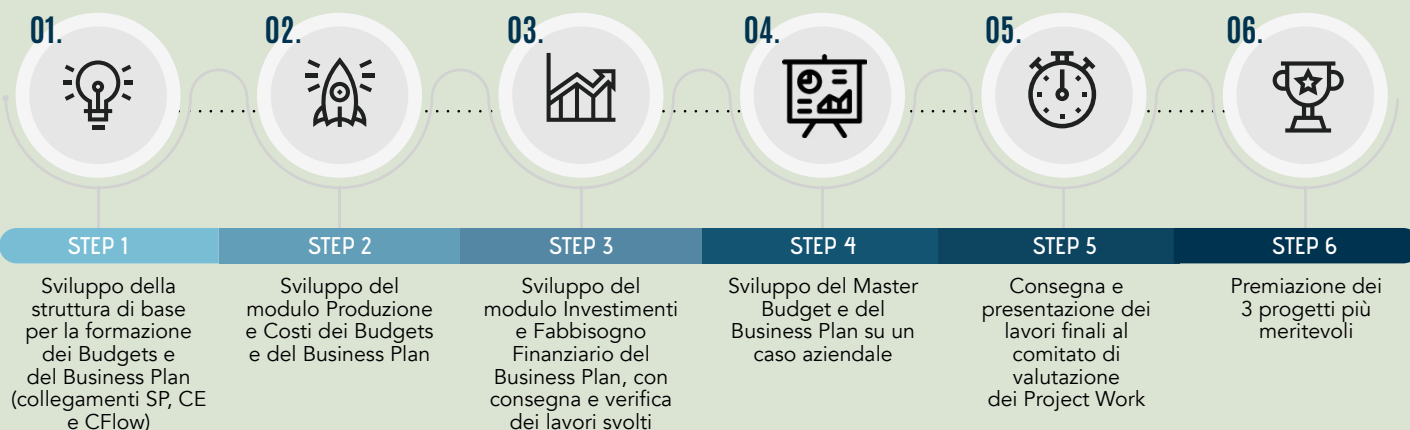 01.
02.
03.
04.
05.
06.
STEP 1
STEP 2
STEP 3
STEP 4
STEP 5
STEP 6
Sviluppo della
struttura di base
per la formazione
dei Budgets e
del Business Plan
(collegamenti SP, CE
e CFlow)
Sviluppo del
modulo Produzione
e Costi dei Budgets
e del Business Plan
Sviluppo del
modulo Investimenti
e Fabbisogno
Finanziario del
Business Plan, con
consegna e verifica
dei lavori svolti
Sviluppo del Master
Budget e del
Business Plan su un
caso aziendale
Consegna e
presentazione dei
lavori finali al
comitato di
valutazione
dei Project Work
Premiazione dei
3 progetti più
meritevoli